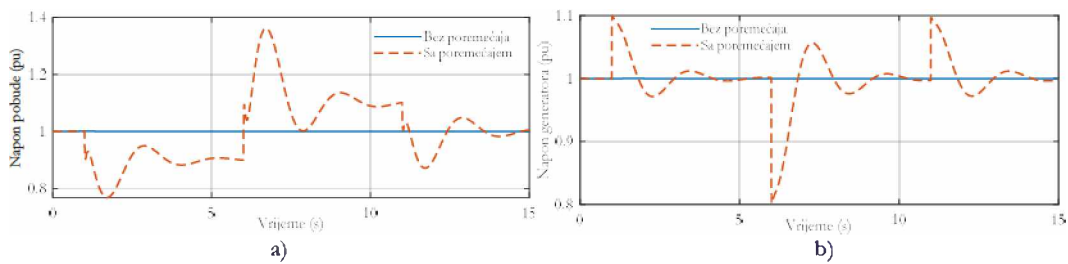 Napon pobude (pu)
1.4
1.2
1
0.8
Bez poremećaja
Sa poremećajem
0
5
10
15
Vrijeme (s)
a)
Napon generatora (pu)
1.1
1
0.9
0.8
Bez poremećaja
Sa poremećajem
0
5
10
15
Vrijeme (s)
b)